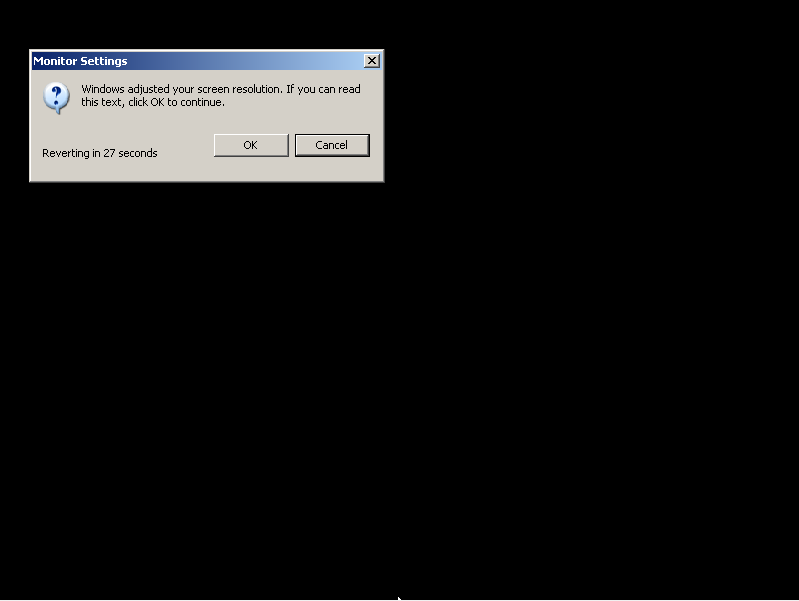 Monitor Settings
Windows adjusted your screen resolution. If you can read
this text, click OK to continue.
OK
Cancel
Reverting in 27 seconds